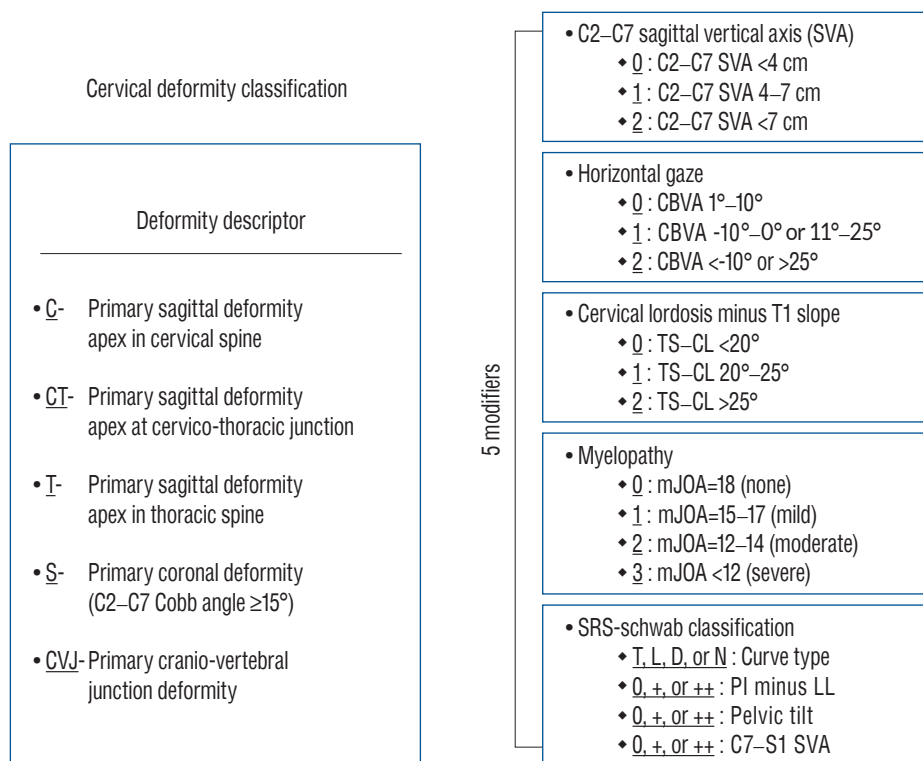 Cervical deformity classification
Deformity descriptor
• C- Primary sagittal deformity
apex in cervical spine
• CT- Primary sagittal deformity
apex at cervico-thoracic junction
• T- Primary sagittal deformity
apex in thoracic spine
• S- Primary coronal deformity
(C2–C7 Cobb angle ≥15°)
• CVJ- Primary cranio-vertebral
junction deformity
5 modifiers
• C2–C7 sagittal vertical axis (SVA)
◆ 0 : C2–C7 SVA <4 cm
◆ 1 : C2–C7 SVA 4–7 cm
◆ 2 : C2–C7 SVA <7 cm
• Horizontal gaze
◆ 0 : CBVA 1°–10°
◆ 1 : CBVA -10°–0° or 11°–25°
◆ 2 : CBVA <-10° or >25°
• Cervical lordosis minus T1 slope
◆ 0 : TS–CL <20°
◆ 1 : TS–CL 20°–25°
◆ 2 : TS–CL >25°
• Myelopathy
◆ 0 : mJOA=18 (none)
◆ 1 : mJOA=15–17 (mild)
◆ 2 : mJOA=12–14 (moderate)
◆ 3 : mJOA <12 (severe)
• SRS-schwab classification
◆ T, L, D, or N : Curve type
◆ 0, +, or ++ : PI minus LL
◆ 0, +, or ++ : Pelvic tilt
◆ 0, +, or ++ : C7–S1 SVA